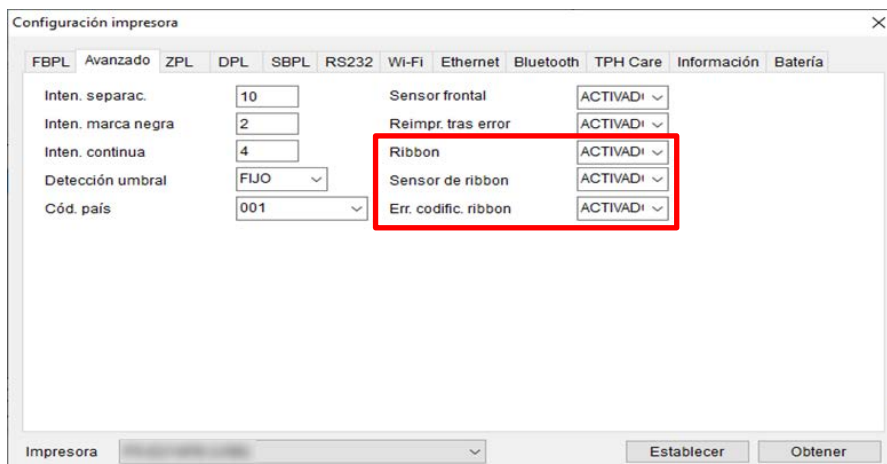 Configuración impresora
FBPL Avanzado ZPL DPL SBPL RS232 Wi-Fi Ethernet Bluetooth TPH Care Información Batería
Inten. separac. 10 Sensor frontal ACTIVAD
Inten. marca negra 2 Reimpr. tras error ACTIVAD
Inten. continua 4 Ribbon ACTIVAD
Detección umbral FIJO Sensor de ribbon ACTIVAD
Cód. país 001 Err. codific. ribbon ACTIVAD
Impresora Establecer Obtener